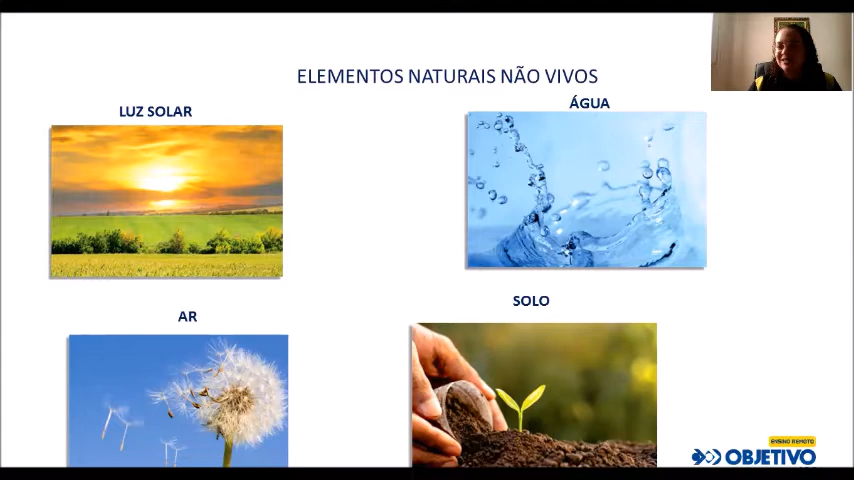 ELEMENTOS NATURAIS NÃO VIVOS
LUZ SOLAR
ÁGUA
AR
SOLO
ENSINO REMOTO
OBJETIVO